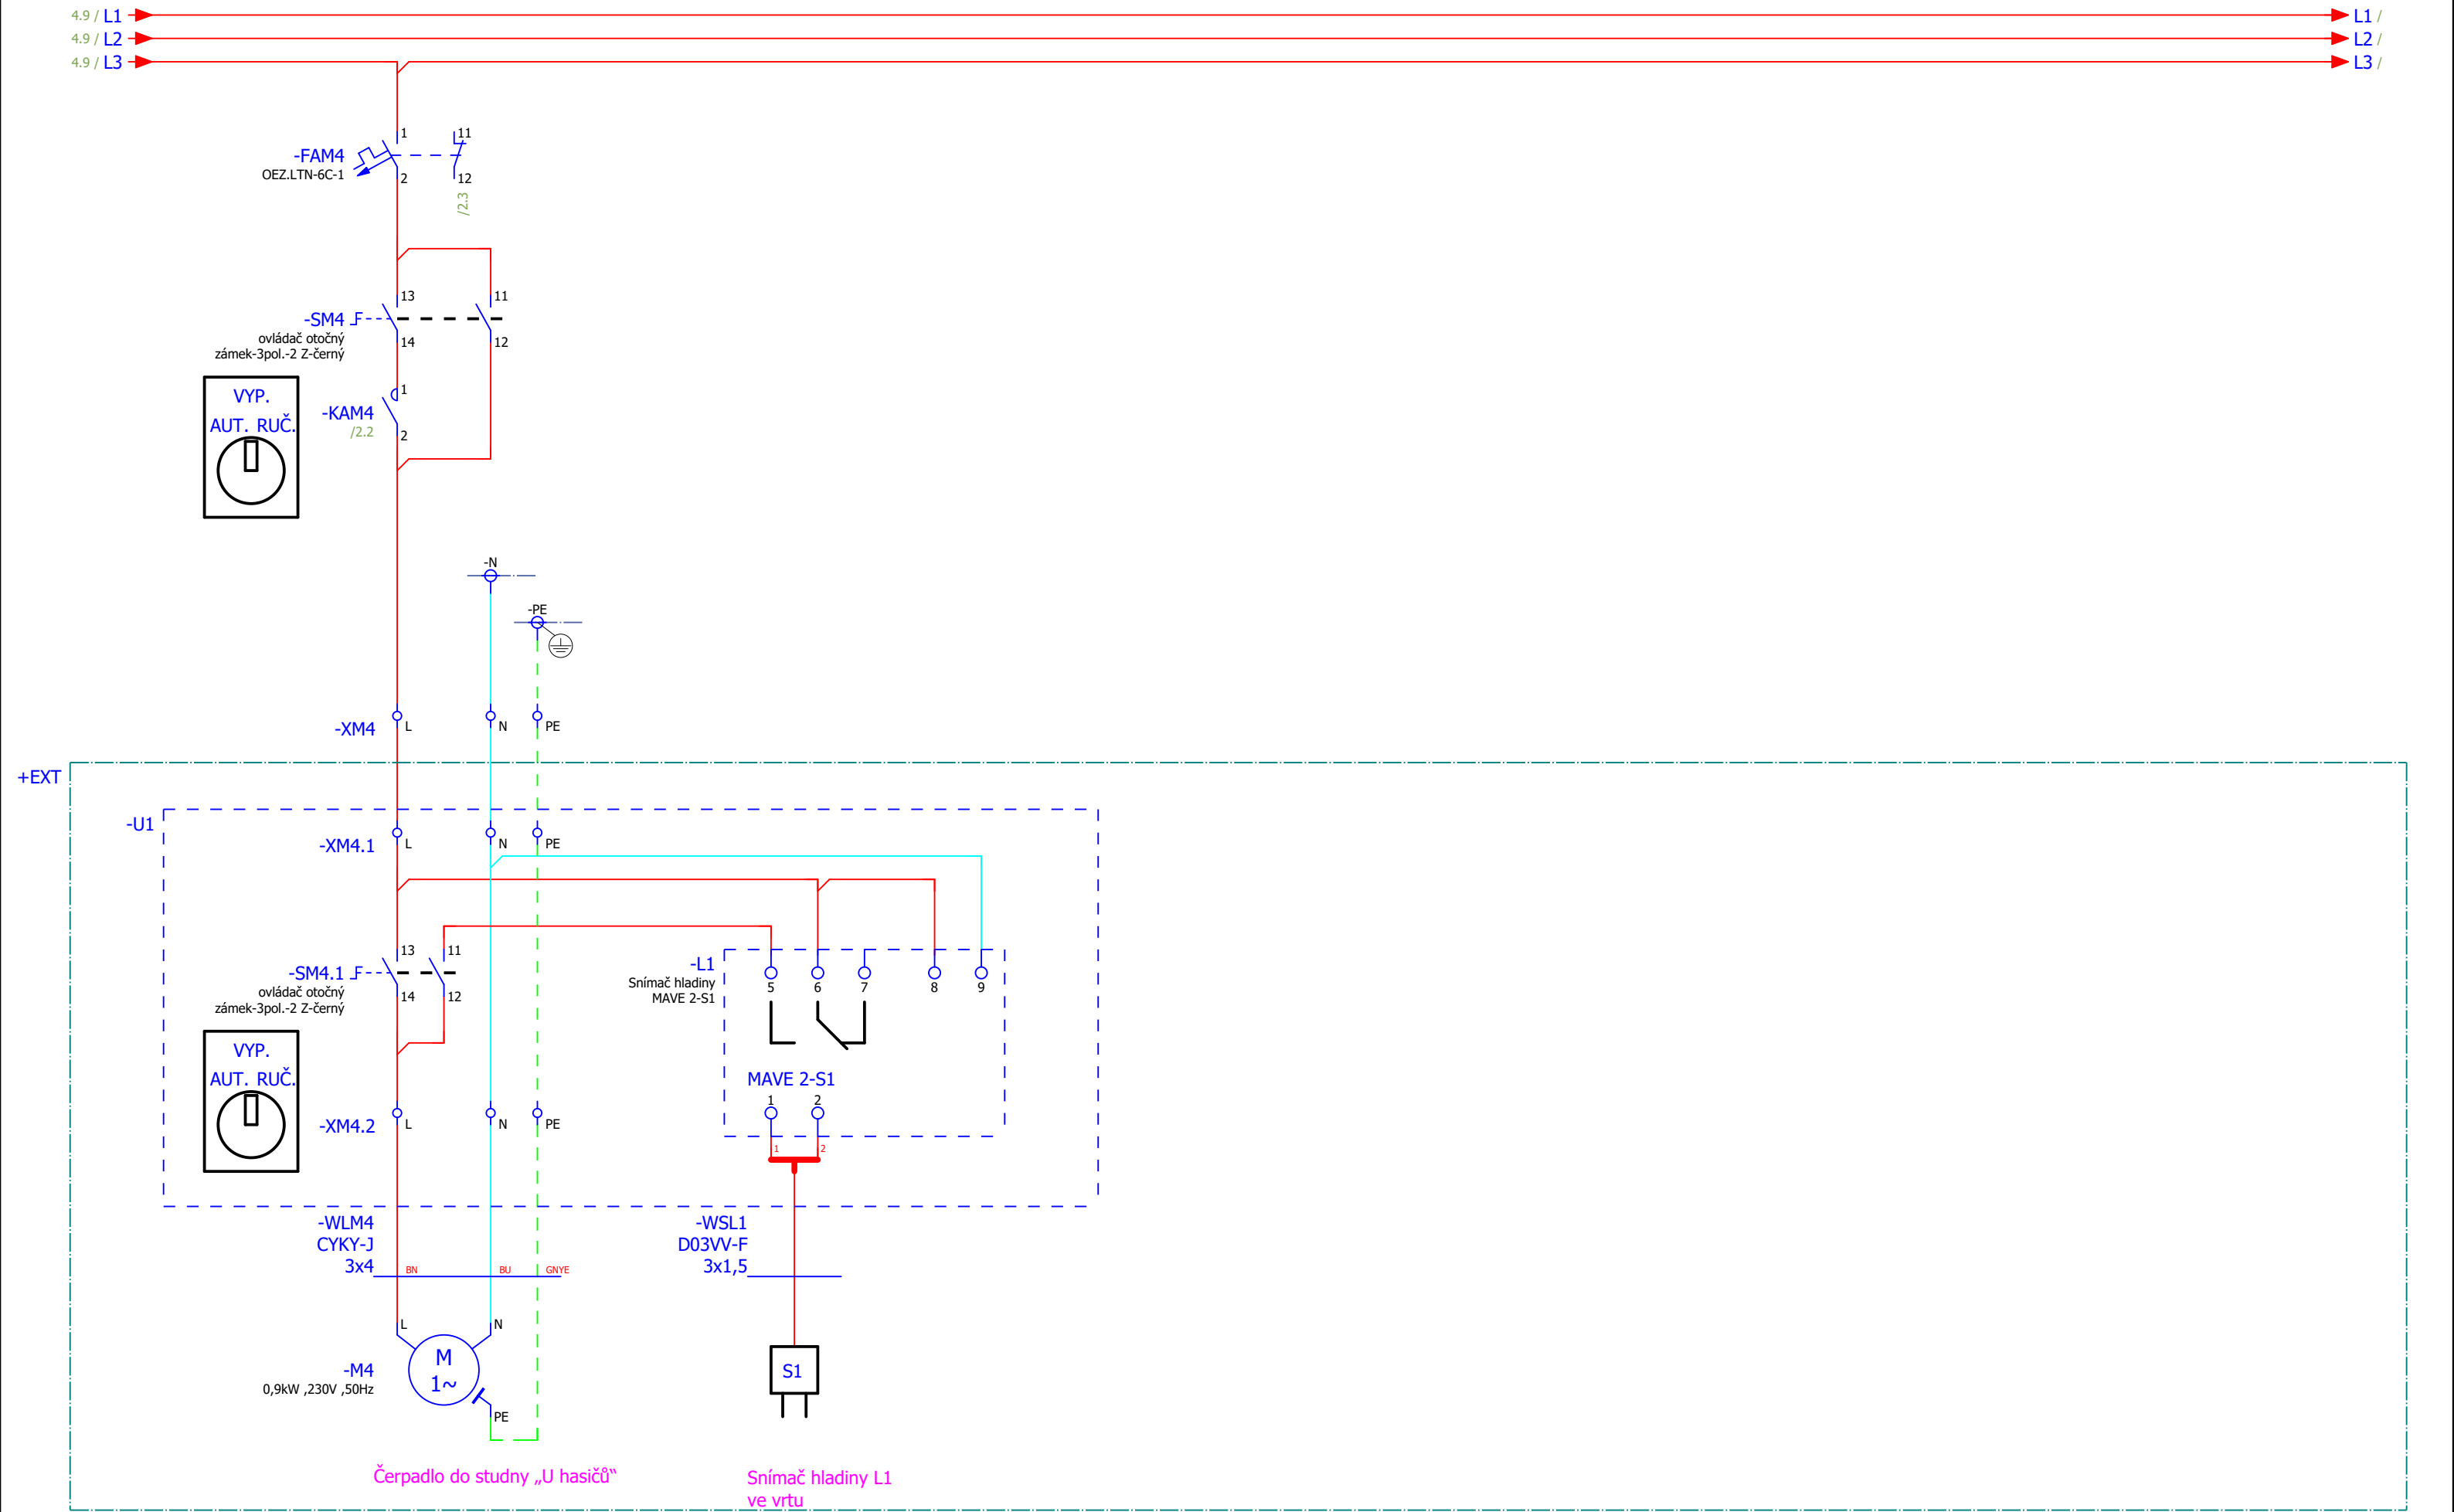 4.9 / L1
L1 /
4.9 / L2
L2 /
4.9 / L3
L3 /
1
11
-FAM4
OEZ.LTN-6C-1
2
12
/2.3
13
11
-SM4
ovládač otočný
zámek-3pol.-2 Z-černý
14
12
VYP.
AUT. RUČ.
1
-KAM4
/2.2
2
-N
-PE
-XM4
L
N
PE
+EXT
-U1
-XM4.1
L
N
PE
13
11
-SM4.1
ovládač otočný
zámek-3pol.-2 Z-černý
14
12
-L1
Snímač hladiny
MAVE 2-S1
5
6
7
8
9
VYP.
AUT. RUČ.
MAVE 2-S1
1
2
-XM4.2
L
N
PE
1
2
-WLM4
CYKY-J
3x4
BN
BU
GNYE
-WSL1
D03VV-F
3x1,5
L
N
M
1~
-M4
0,9kW ,230V ,50Hz
PE
S1
Čerpadlo do studny „U hasičů“
Snímač hladiny L1
ve vrtu